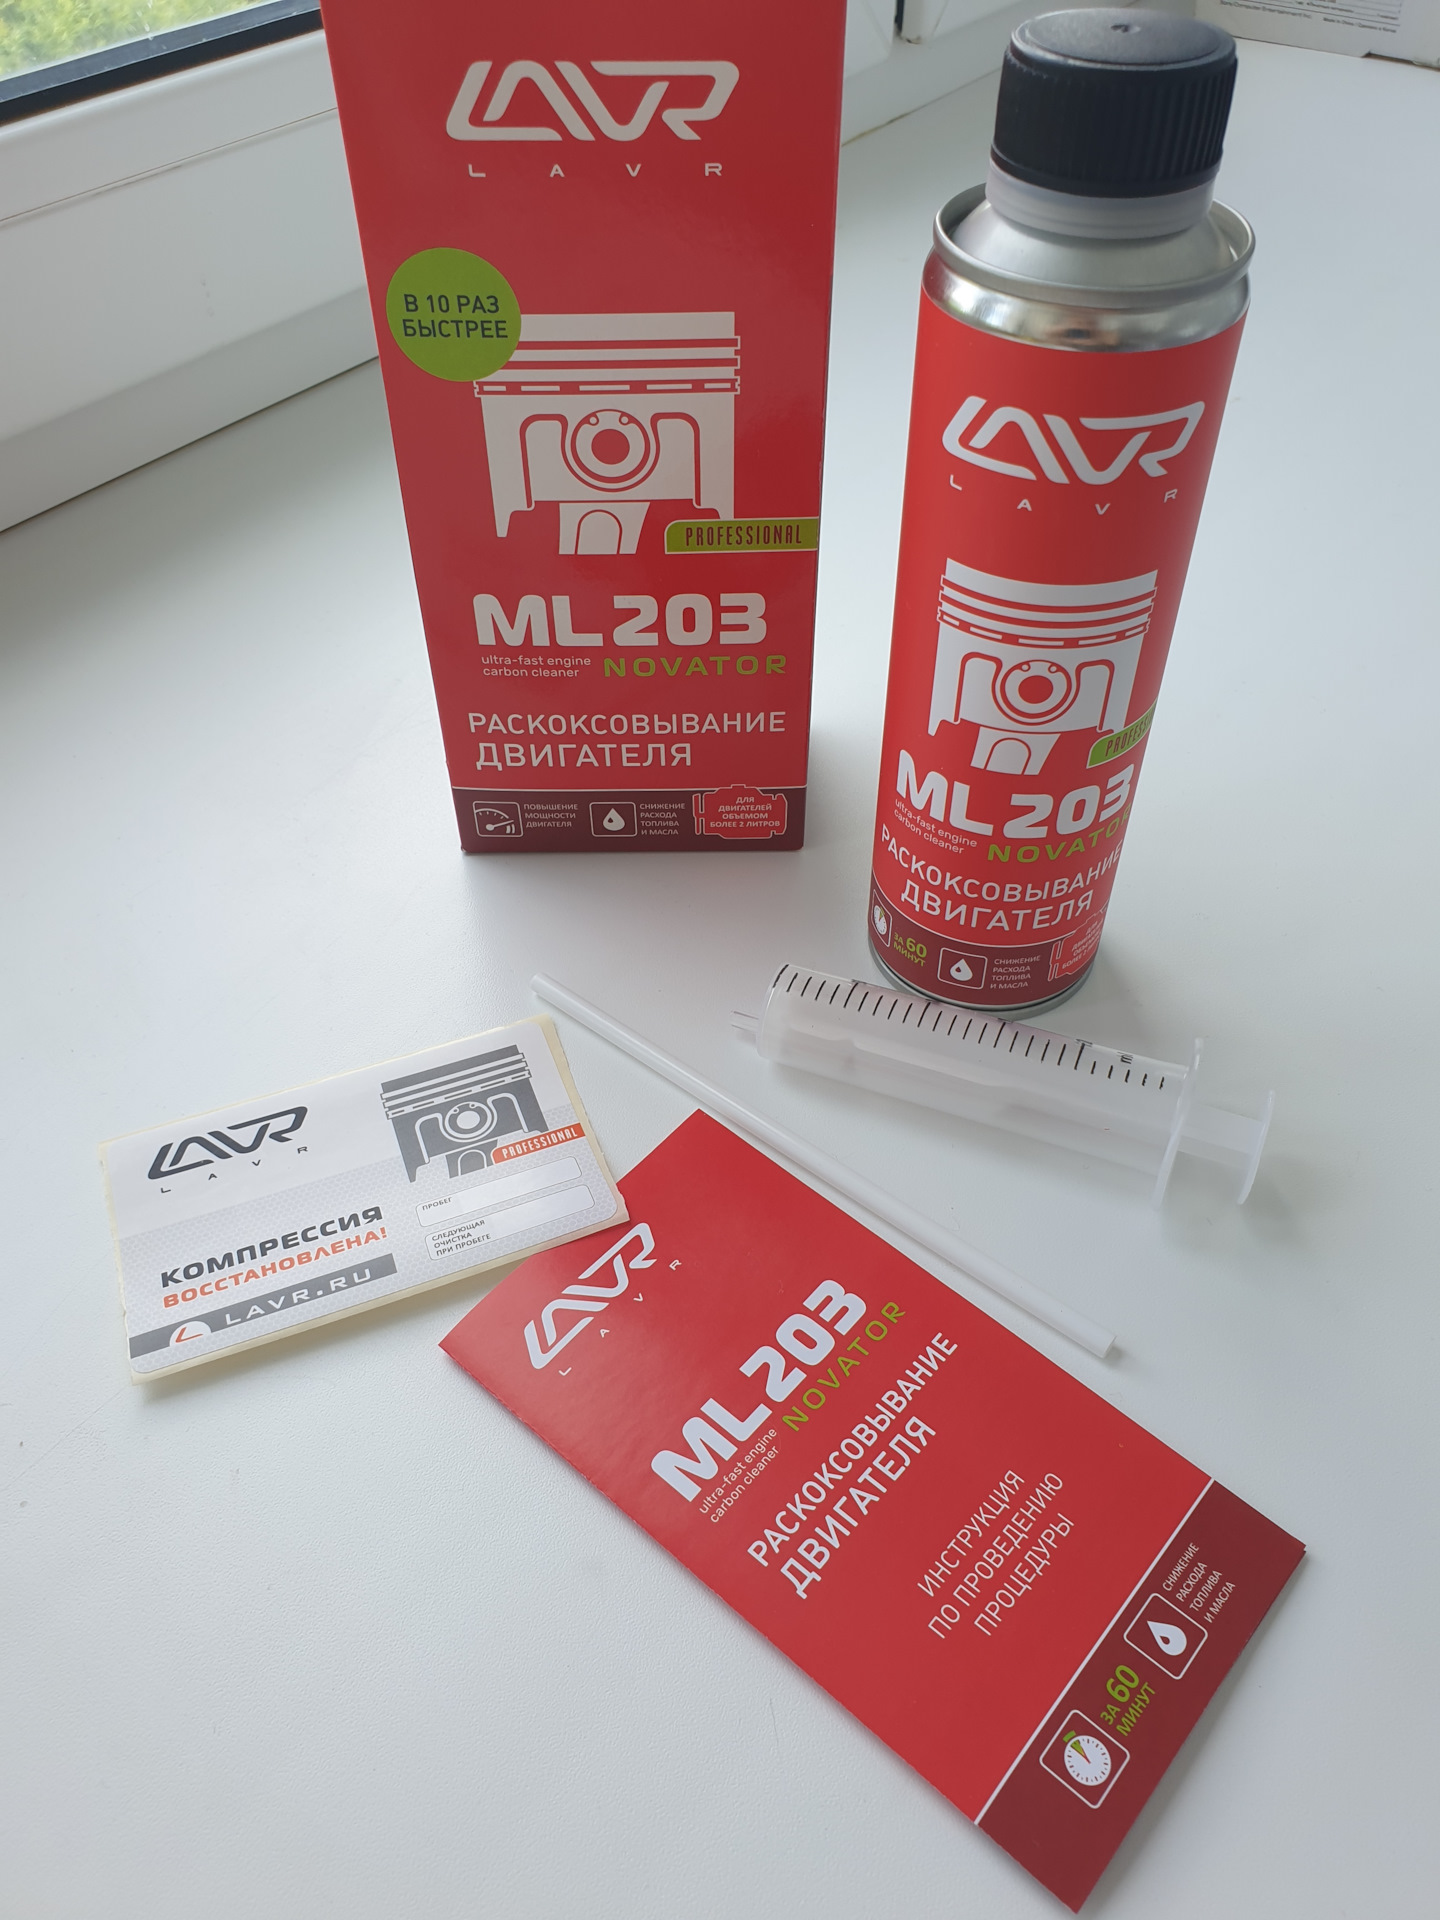 LAVR
LAVR
В 10 РАЗ
БЫСТРЕЕ
PROFESSIONAL
ML 203
ultra-fast engine
carbon cleaner
NOVATOR
РАСКОКСОВЫВАНИЕ
ДВИГАТЕЛЯ
ПОВЫШЕНИЕ
МОЩНОСТИ
ДВИГАТЕЛЯ
СНИЖЕНИЕ
РАСХОДА
ТОПЛИВА
И МАСЛА
ДЛЯ
ДВИГАТЕЛЕЙ
ОБЪЕМОМ
БОЛЕЕ 2 ЛИТРОВ
LAVR
LAVR
ML 203
ultra-fast engine
carbon cleaner
NOVATOR
РАСКОКСОВЫВАНИЕ
ДВИГАТЕЛЯ
ЗА 60
МИНУТ
СНИЖЕНИЕ
РАСХОДА
ТОПЛИВА
И МАСЛА
ml
LAVR
LAVR
PROFESSIONAL
КОМПРЕССИЯ
ВОССТАНОВЛЕНА!
LAVR.RU
ПРОБЕГ
СЛЕДУЮЩАЯ
ОЧИСТКА
ПРИ ПРОБЕГЕ
LAVR
LAVR
ML 203
ultra-fast engine
carbon cleaner
NOVATOR
РАСКОКСОВЫВАНИЕ
ДВИГАТЕЛЯ
ИНСТРУКЦИЯ
ПО ПРОВЕДЕНИЮ
ПРОЦЕДУРЫ
ЗА 60
МИНУТ
СНИЖЕНИЕ
РАСХОДА
ТОПЛИВА
И МАСЛА